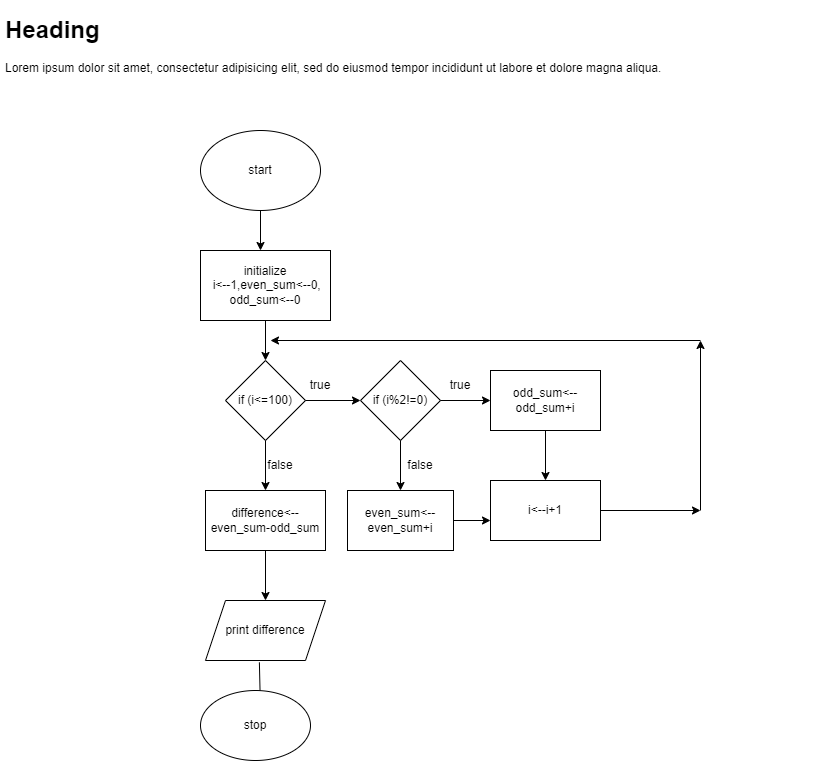 Heading
Lorem ipsum dolor sit amet, consectetur adipisicing elit, sed do eiusmod tempor incididunt ut labore et dolore magna aliqua.
start
initialize
i<--1,even_sum<--0,
odd_sum<--0
if (i<=100)
true
if (i%2!=0)
true
odd_sum<--
odd_sum+i
false
false
difference<--
even_sum-odd_sum
even_sum<--
even_sum+i
i<--i+1
print difference
stop